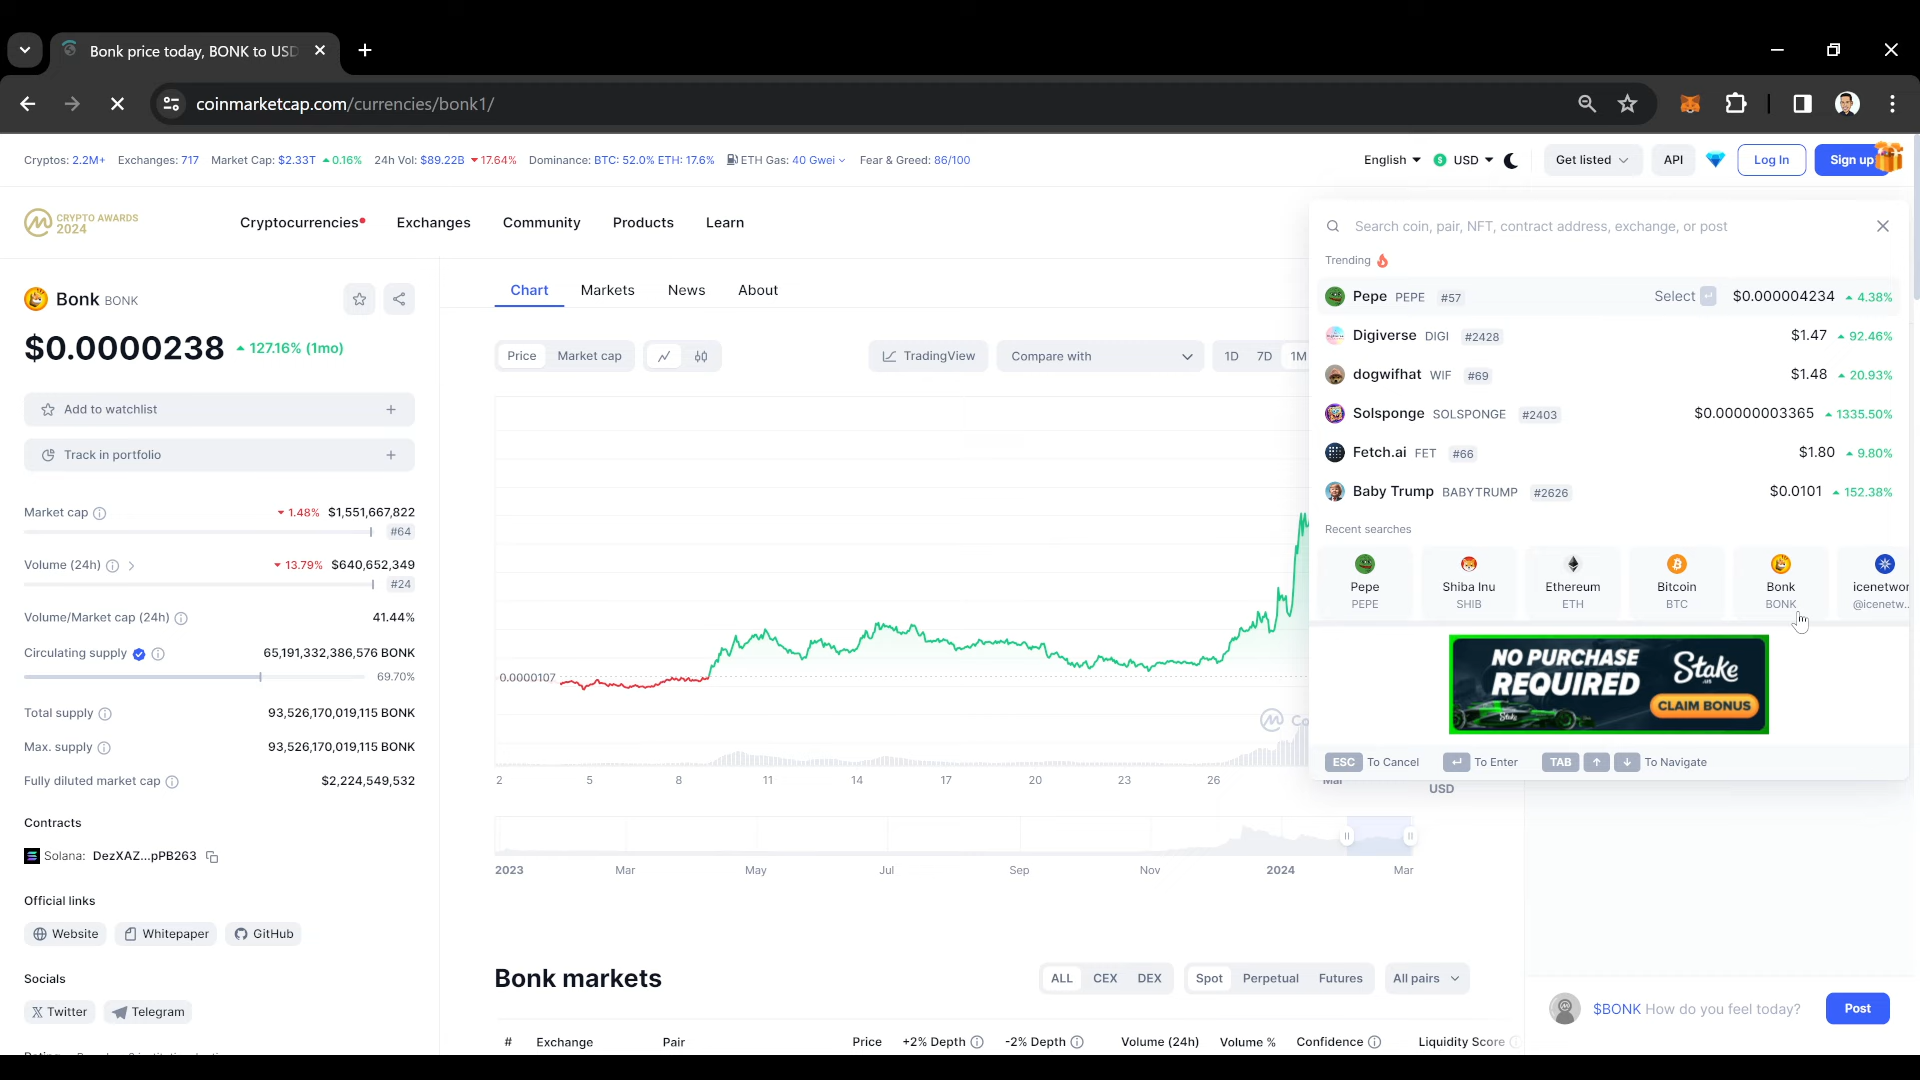 Bonk price today, BONK to USD
coinmarketcap.com/currencies/bonk1/
Cryptos: 2.2M+ Exchanges: 717 Market Cap: $2.33T 0.16% 24h Vol: $89.22B 17.64% Dominance: BTC: 52.0% ETH: 17.6% ETH Gas: 40 Gwei Fear & Greed: 86/100
English USD Get listed API Log In Sign up
CRYPTO AWARDS
2024
Cryptocurrencies Exchanges Community Products Learn
Search coin, pair, NFT, contract address, exchange, or post
Trending
Pepe PEPE #57 Select $0.000004234 4.38%
Digiverse DIGI #2428 $1.47 92.46%
dogwifhat WIF #69 $1.48 20.93%
Solsponge SOLSPONGE #2403 $0.00000003365 1335.50%
Fetch.ai FET #66 $1.80 9.80%
Baby Trump BABYTRUMP #2626 $0.0101 152.38%
Recent searches
Pepe Shiba Inu Ethereum Bitcoin Bonk icenetwor
PEPE SHIB ETH BTC BONK @icenetw..
NO PURCHASE
REQUIRED
Stake
CLAIM BONUS
ESC To Cancel To Enter TAB To Navigate
Bonk BONK
$0.0000238 127.16% (1mo)
Add to watchlist
Track in portfolio
Market cap 1.48% $1,551,667,822
#64
Volume (24h) 13.79% $640,652,349
#24
Volume/Market cap (24h) 41.44%
Circulating supply 65,191,332,386,576 BONK
69.70%
Total supply 93,526,170,019,115 BONK
Max. supply 93,526,170,019,115 BONK
Fully diluted market cap $2,224,549,532
Contracts
Solana: DezXAZ...pPB263
Official links
Website Whitepaper GitHub
Socials
Twitter Telegram
Chart Markets News About
Price Market cap TradingView Compare with 1D 7D 1M
0.0000107
Co
2 5 8 11 14 17 20 23 26 Mar
USD
2023 Mar May Jul Sep Nov 2024 Mar
Bonk markets
ALL CEX DEX Spot Perpetual Futures All pairs
# Exchange Pair Price +2% Depth -2% Depth Volume (24h) Volume % Confidence Liquidity Score
$BONK How do you feel today? Post